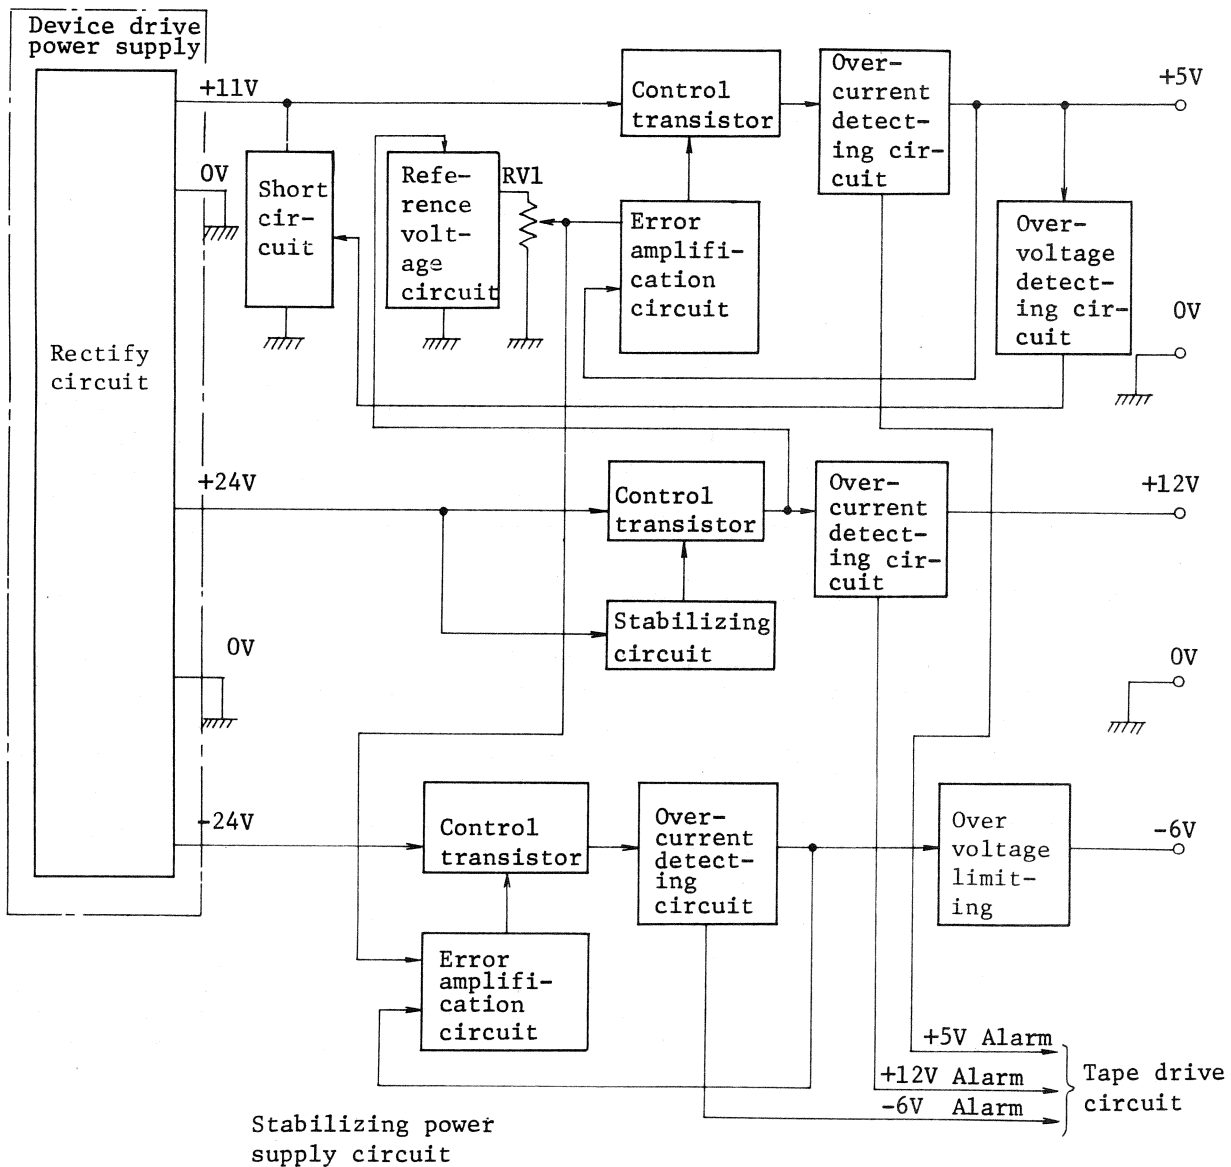 Device drive
power supply
+11V
0V
Rectify
circuit
+24V
0V
-24V
Short
cir-
cuit
Refe-
rence
volt-
age
circuit
RV1
Control
transistor
Error
amplifi-
cation
circuit
Over-
current
detect-
ing cir-
cuit
Over-
voltage
detect-
ing cir-
cuit
+5V
0V
Control
transistor
Stabilizing
circuit
Over-
current
detect-
ing cir-
cuit
+12V
0V
Control
transistor
Error
amplifi-
cation
circuit
Over-
current
detect-
ing
circuit
Over
voltage
limit-
ing
-6V
+5V Alarm
+12V Alarm
-6V Alarm
Tape drive
circuit
Stabilizing power
supply circuit